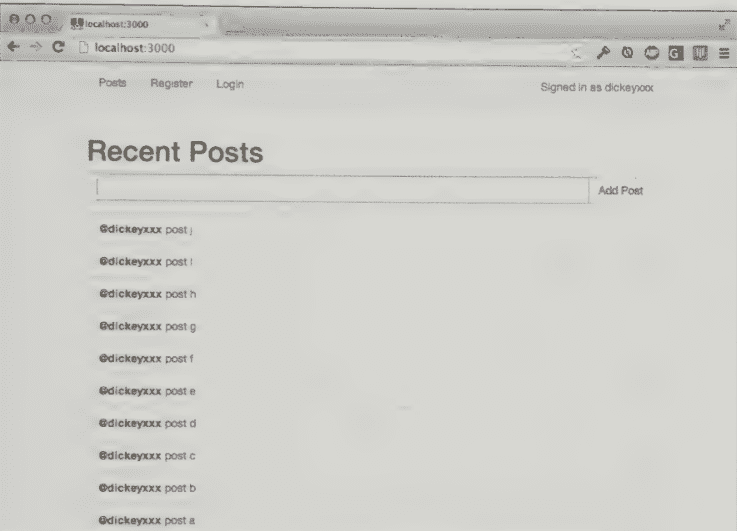 localhost:3000
localhost:3000
Posts Register Login Signed in as dickeyxxx
Recent Posts
Add Post
@dickeyxxx post j
@dickeyxxx post i
@dickeyxxx post h
@dickeyxxx post g
@dickeyxxx post f
@dickeyxxx post e
@dickeyxxx post d
@dickeyxxx post c
@dickeyxxx post b
@dickeyxxx post a